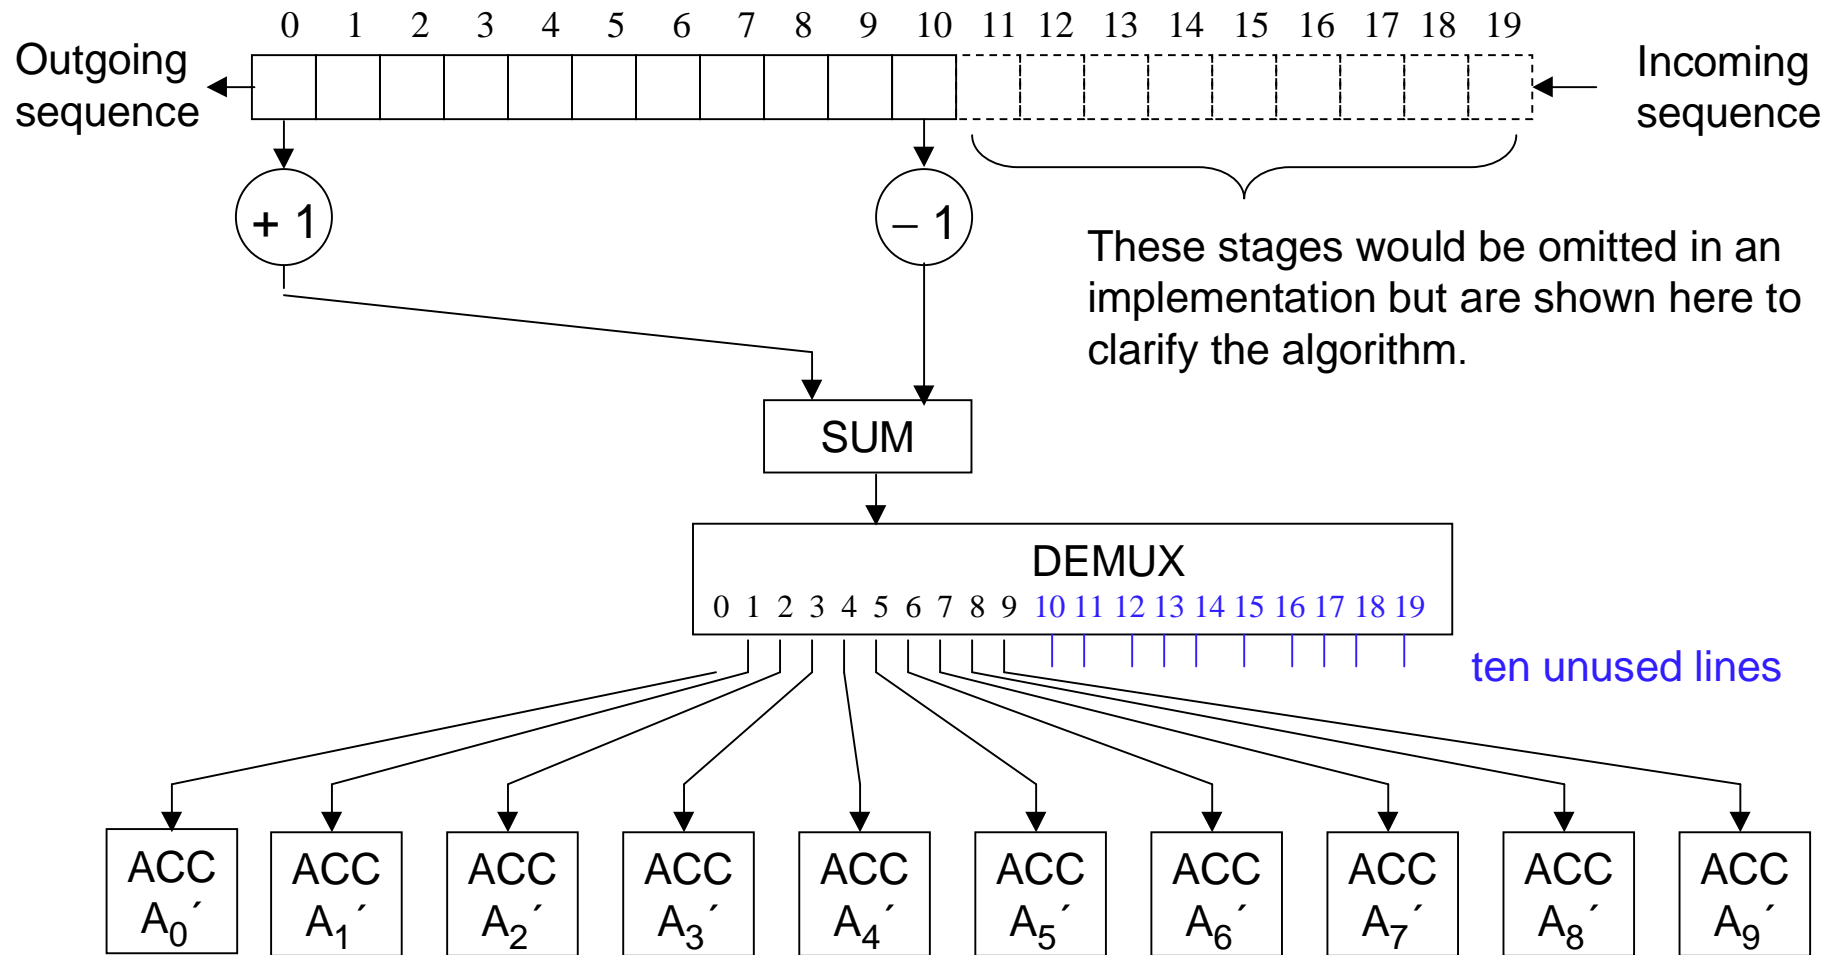 0 1 2 3 4 5 6 7 8 9 10 11 12 13 14 15 16 17 18 19
Outgoing
sequence
Incoming
sequence
+ 1
– 1
These stages would be omitted in an
implementation but are shown here to
clarify the algorithm.
SUM
DEMUX
0 1 2 3 4 5 6 7 8 9 10 11 12 13 14 15 16 17 18 19
ten unused lines
ACC ACC ACC ACC ACC ACC ACC ACC ACC ACC
A0´ A1´ A2´ A3´ A4´ A5´ A6´ A7´ A8´ A9´